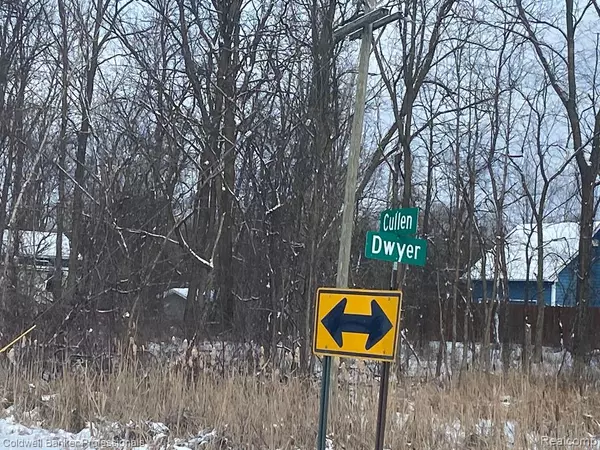 Cullen
Dwyer
Coldwell Banker Professionals
Realcomp